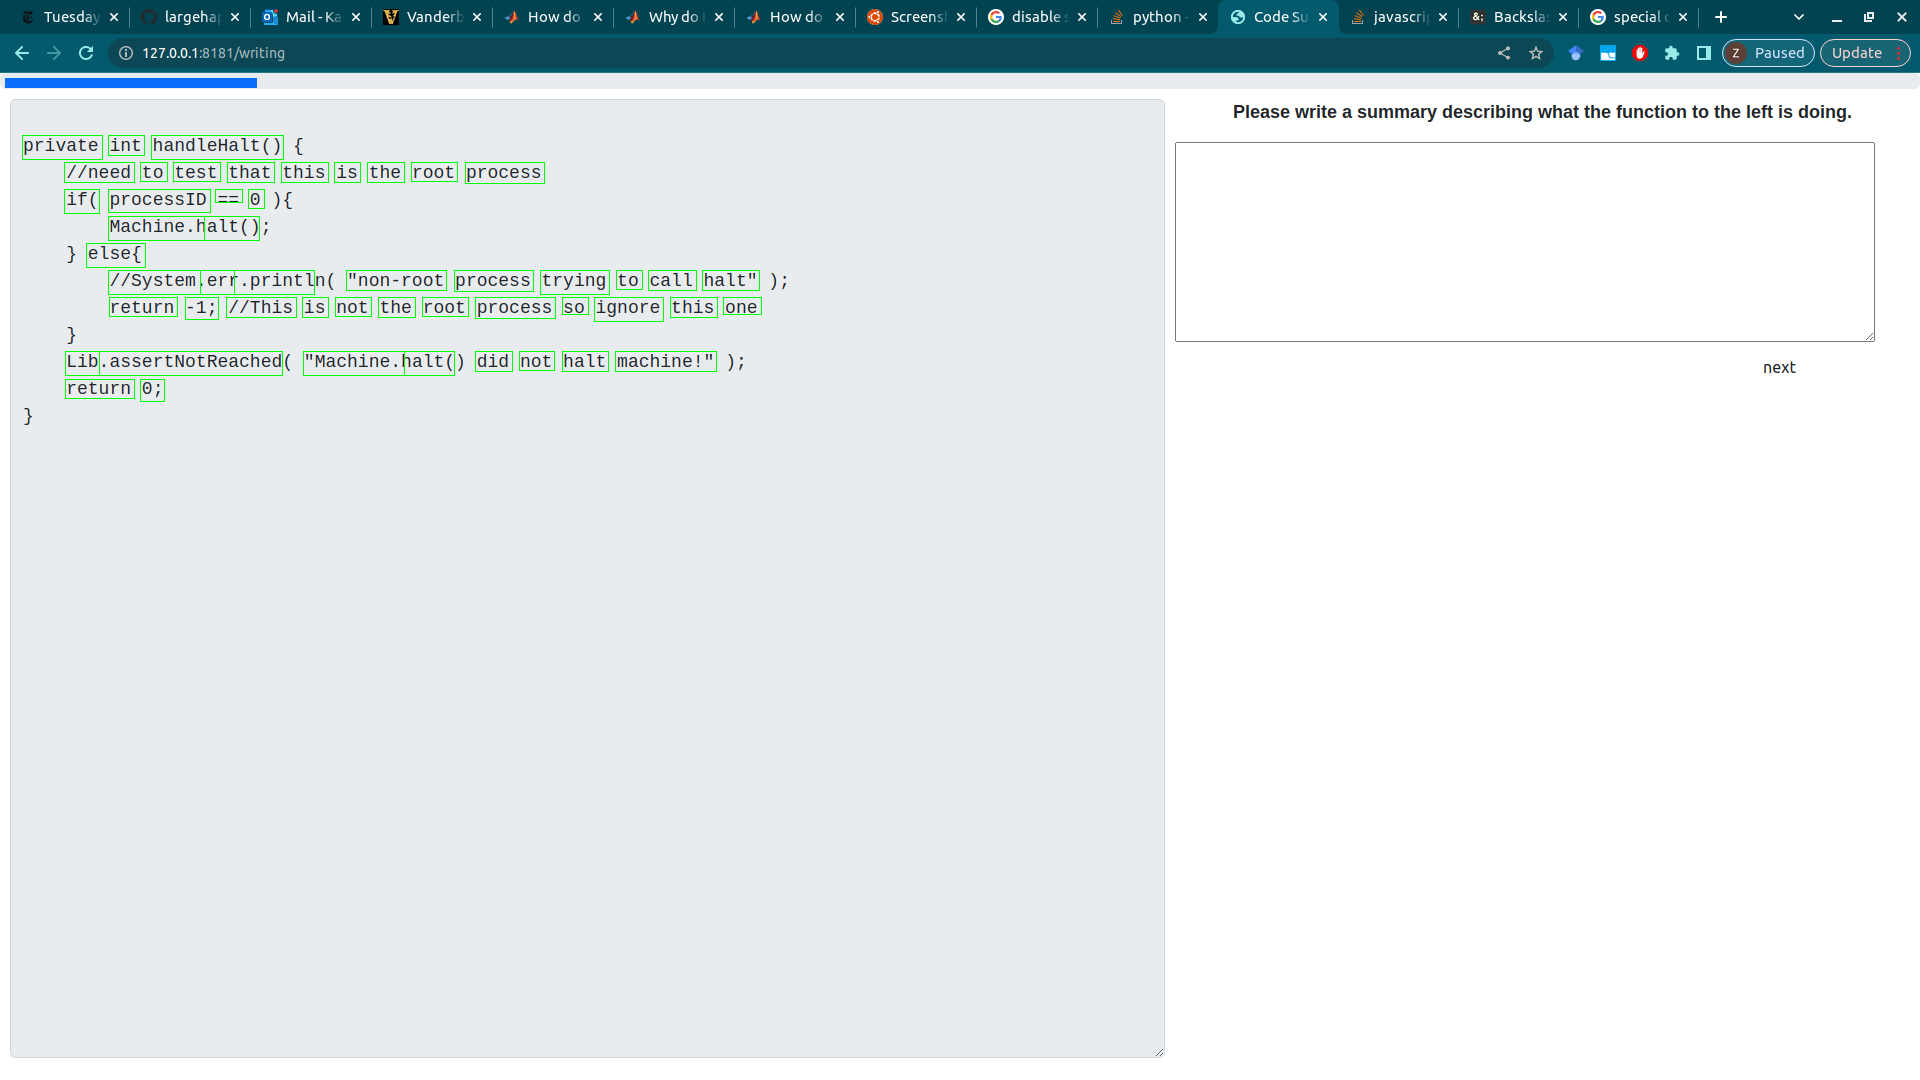 Tuesday
largehap
Mail - Ka
Vanderb
How do
Why do
How do
Screens
disable s
python -
Code Su
javascri
Backsla
special c
127.0.0.1:8181/writing
Z Paused
Update
private int handleHalt() {
//need to test that this is the root process
if( processID == 0 ){
Machine.halt();
} else{
//System.err.println( "non-root process trying to call halt" );
return -1; //This is not the root process so ignore this one
}
Lib.assertNotReached( "Machine.halt() did not halt machine!" );
return 0;
}
Please write a summary describing what the function to the left is doing.
next